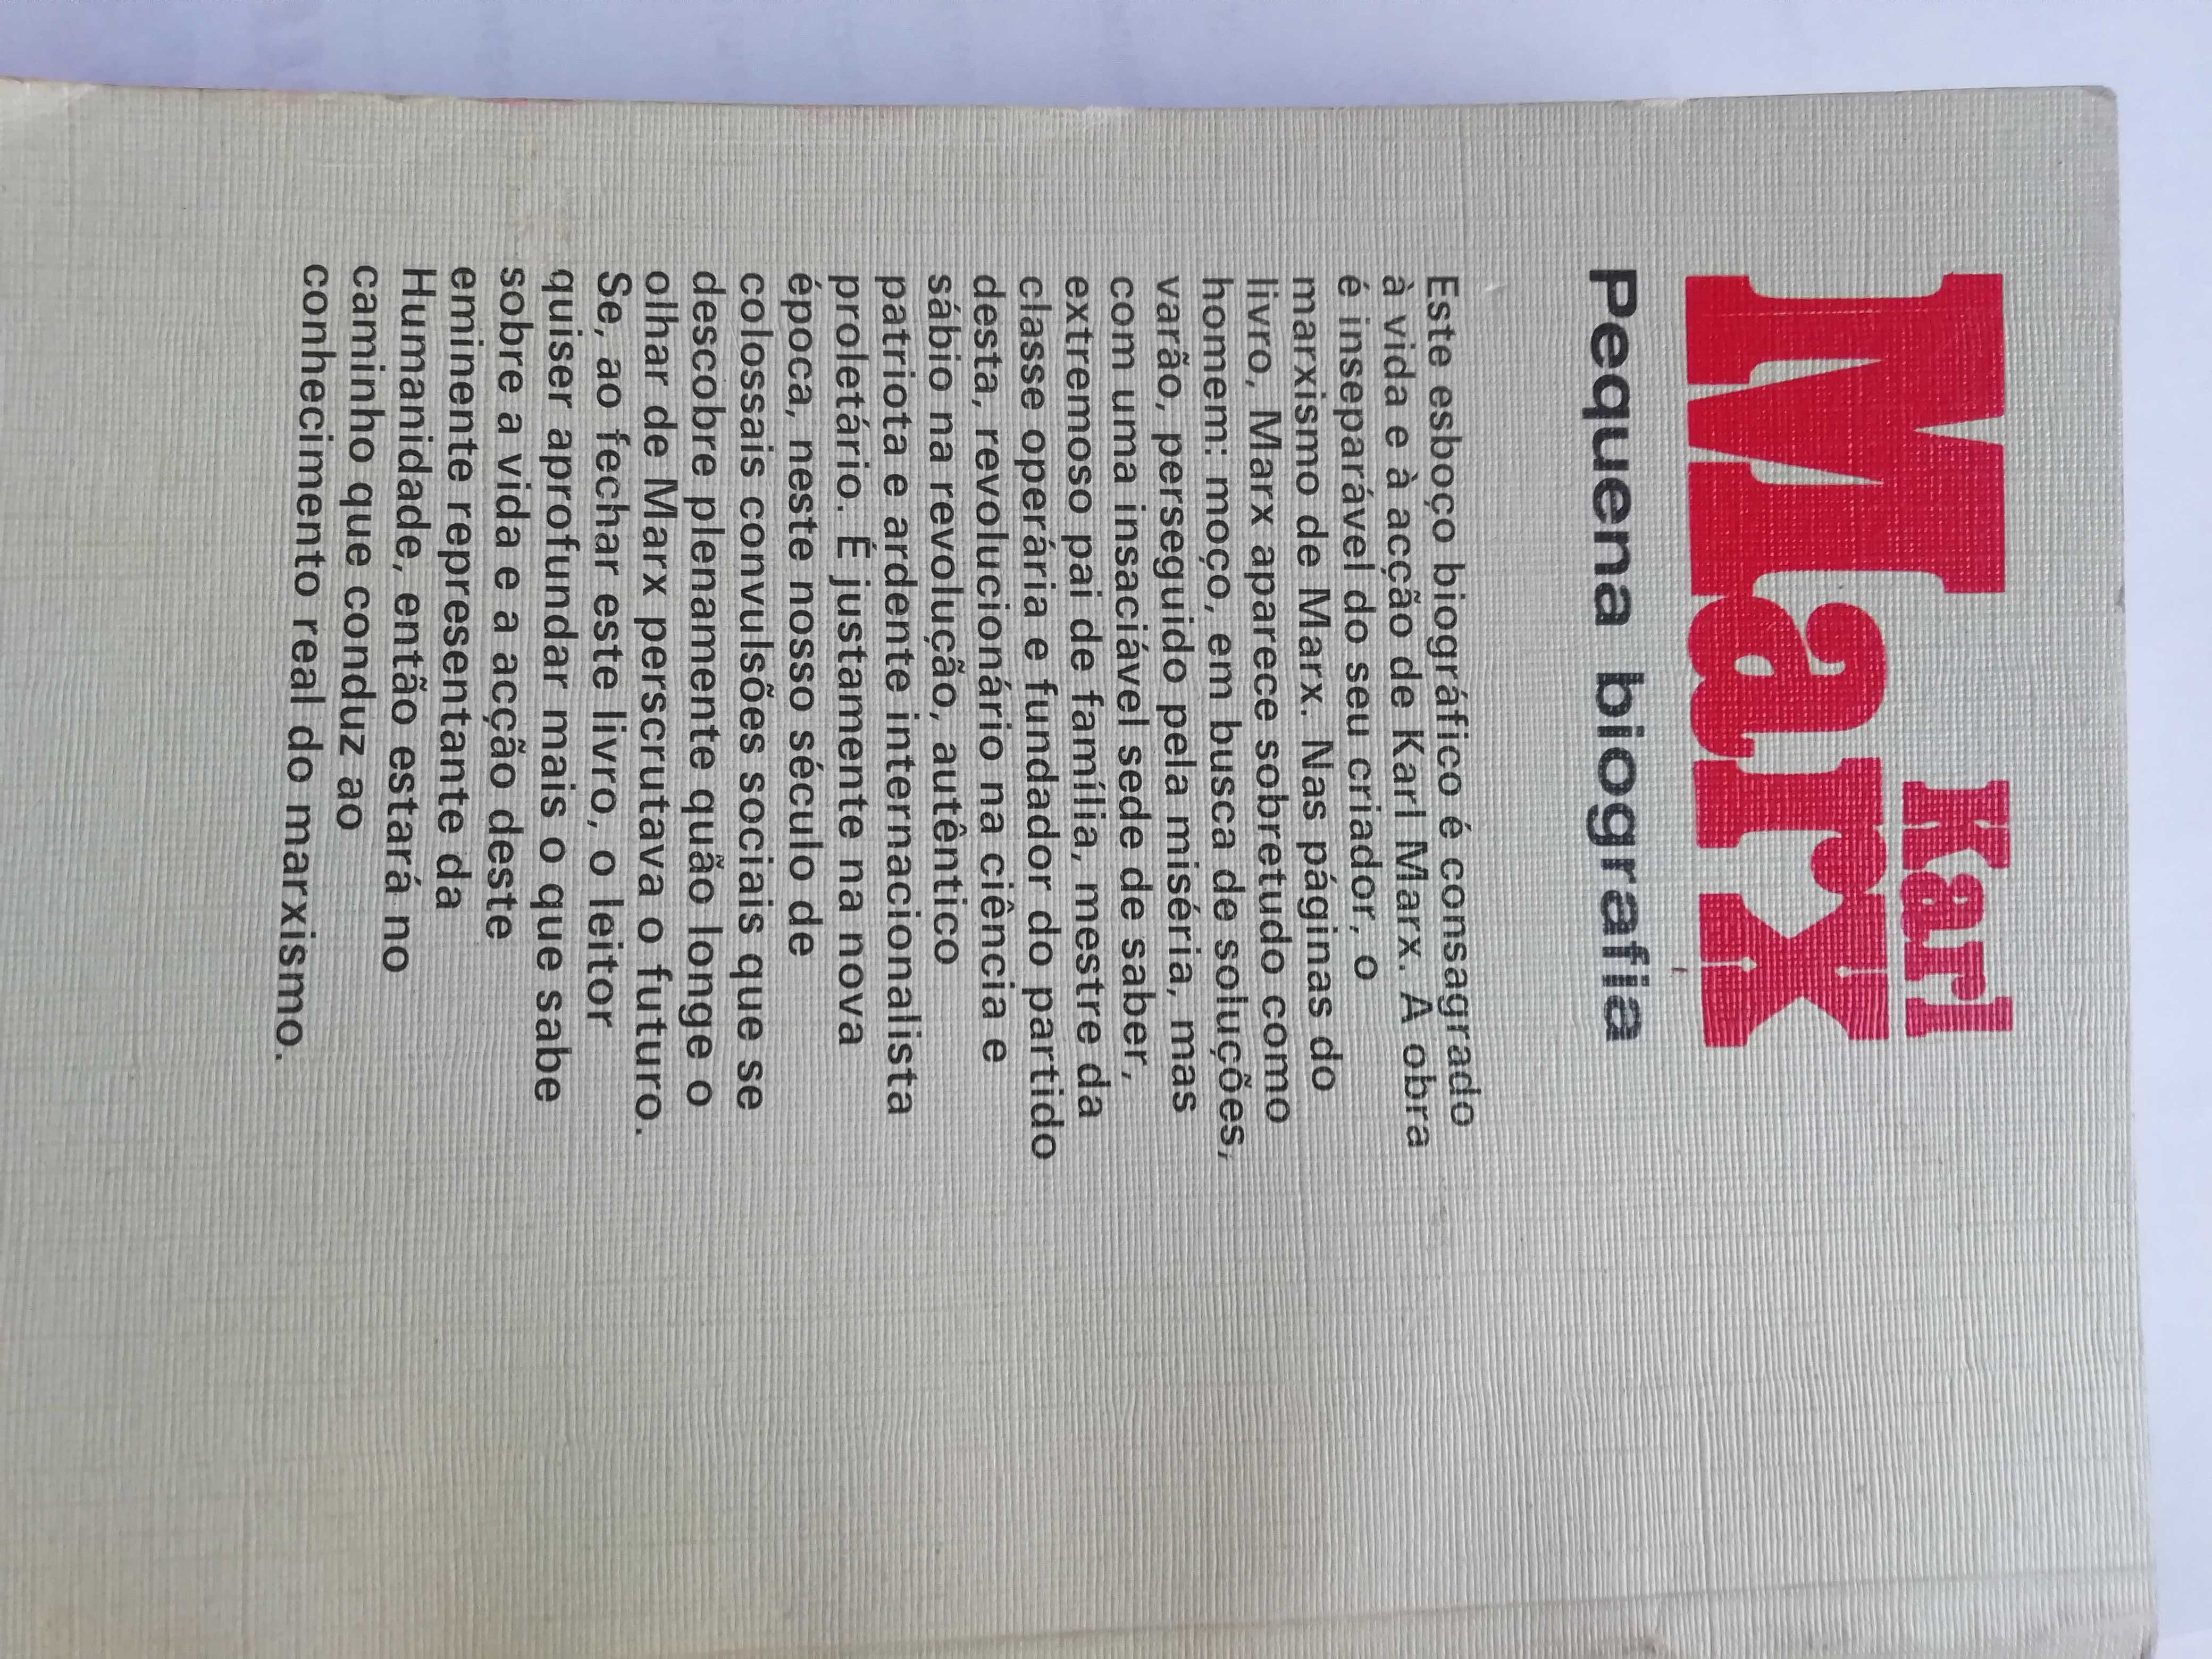 Karl
Marx
Pequena biografia
Este esboço biográfico é consagrado
à vida e à acção de Karl Marx. A obra
é inseparável do seu criador, o
marxismo de Marx. Nas páginas do
livro, Marx aparece sobretudo como
homem: moço, em busca de soluções,
varão, perseguido pela miséria, mas
com uma insaciável sede de saber,
extremoso pai de família, mestre da
classe operária e fundador do partido
desta, revolucionário na ciência e
sábio na revolução, autêntico
patriota e ardente internacionalista
proletário. É justamente na nova
época, neste nosso século de
colossais convulsões sociais que se
descobre plenamente quão longe o
olhar de Marx perscrutava o futuro.
Se, ao fechar este livro, o leitor
quiser aprofundar mais o que sabe
sobre a vida e a acção deste
eminente representante da
Humanidade, então estará no
caminho que conduz ao
conhecimento real do marxismo.